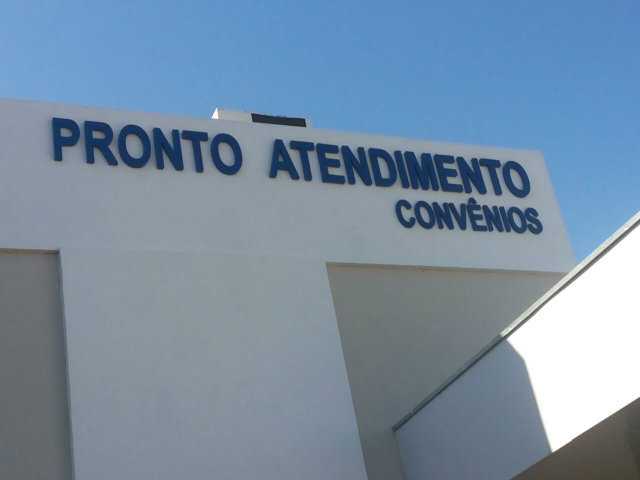 PRONTO ATENDIMENTO
CONVÊNIOS